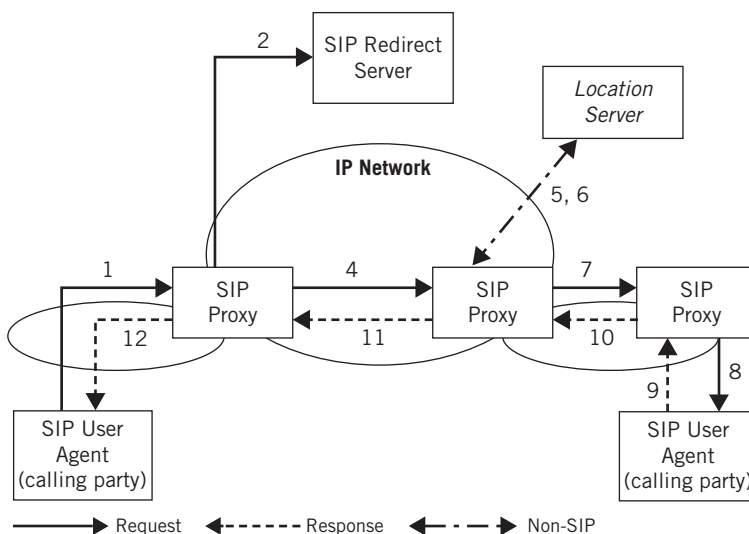 2
SIP Redirect
Server
Location
Server
IP Network
5, 6
1
SIP
Proxy
4
SIP
Proxy
7
SIP
Proxy
12
11
10
9
8
SIP User
Agent
(calling party)
SIP User
Agent
(calling party)
Request
Response
Non-SIP